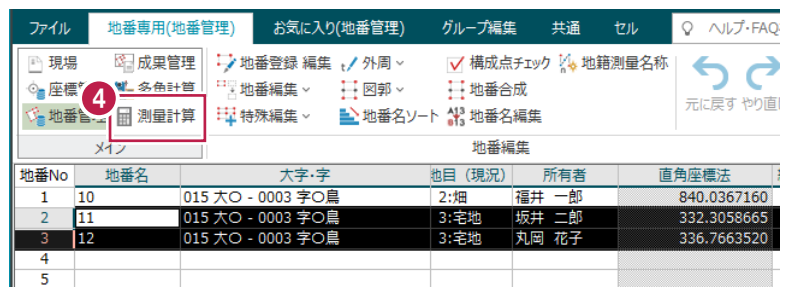 ファイル 地番専用(地番管理) お気に入り(地番管理) グループ編集 共通 セル ヘルプ・FAQ
現場 成果管理 地番登録 編集 外周 構成点チェック 地籍測量名称
座標 多角計算 地番編集 図郭 地番合成 元に戻す やり直
4
地番管理 測量計算 特殊編集 地番名ソート 地番名編集
メイン 地番編集
地番No 地番名 大字・字 地目（現況） 所有者 直角座標法
1 10 015 大〇 - 0003 字〇鳥 2:畑 福井 一郎 840.0367160
2 11 015 大〇 - 0003 字〇鳥 3:宅地 坂井 二郎 332.3058665
3 12 015 大〇 - 0003 字〇鳥 3:宅地 丸岡 花子 336.7663520
4
5